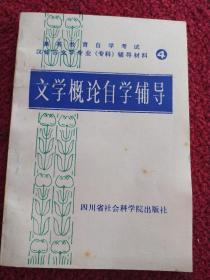 高等教育自学考试
汉语言文学专业(专科)辅导材料
4
文学概论自学辅导
四川省社会科学院出版社